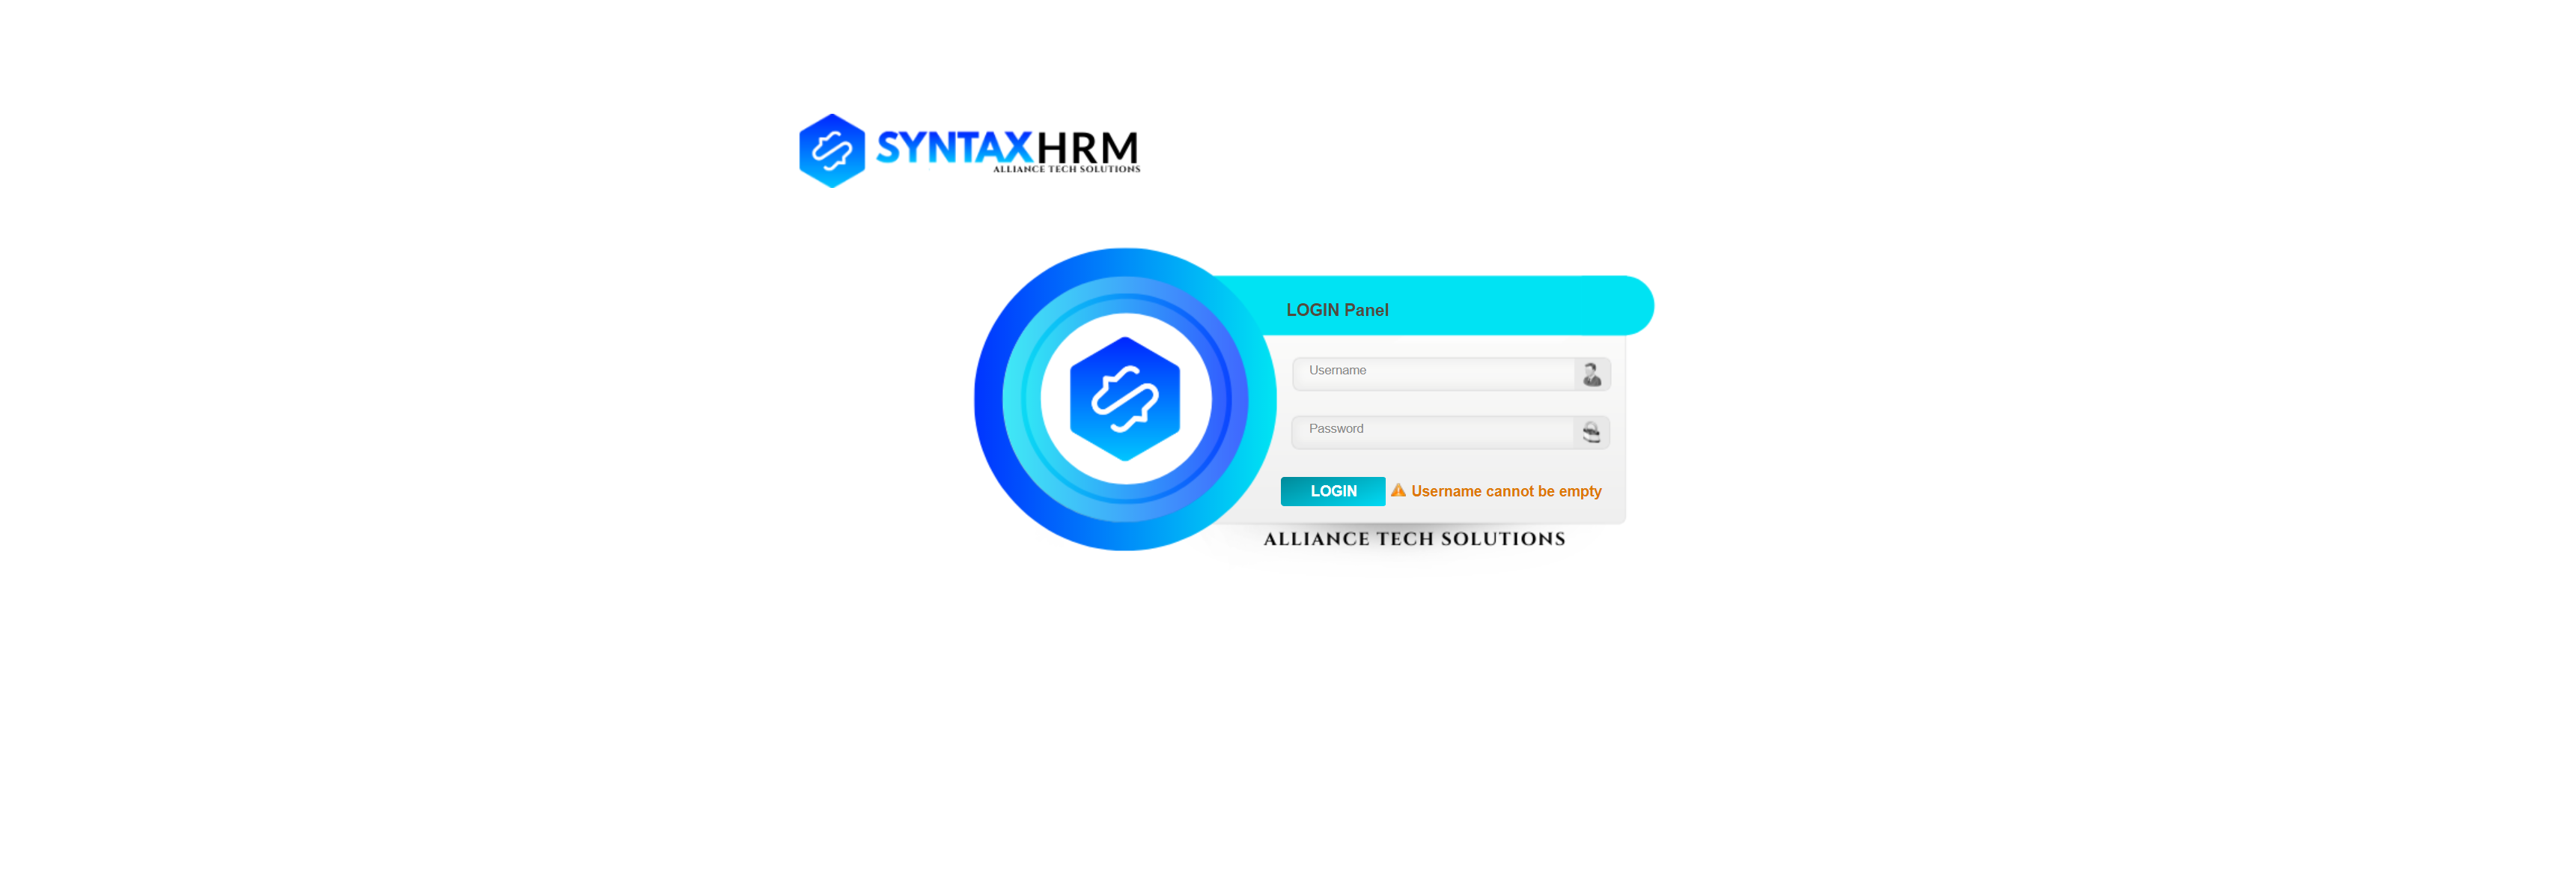 SYNTAXHRM
ALLIANCE TECH SOLUTIONS
LOGIN Panel
Username
Password
LOGIN
Username cannot be empty
ALLIANCE TECH SOLUTIONS